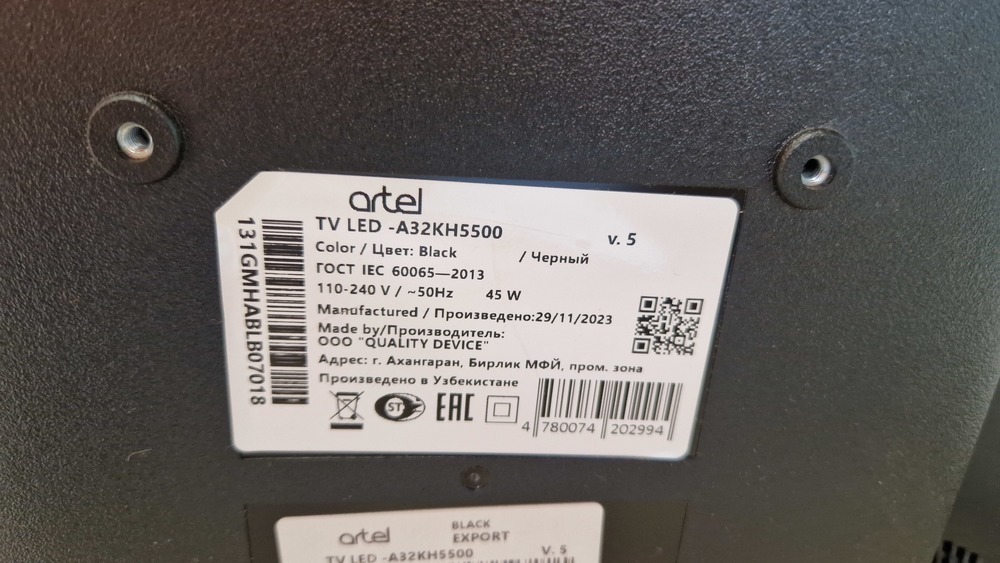 artel
TV LED -A32KH5500 v. 5
Color / Цвет: Black / Черный
ГОСТ IEC 60065—2013
110-240 V / ~50Hz 45 W
Manufactured / Произведено:29/11/2023
Made by/Производитель:
ООО "QUALITY DEVICE"
Адрес: г. Ахангаран, Бирлик МФЙ, пром. зона
Произведено в Узбекистане
ST EAC
4 780074 202994
131GMHABLB07018
artel BLACK
EXPORT
TV LED -A32KH5500 V. 5